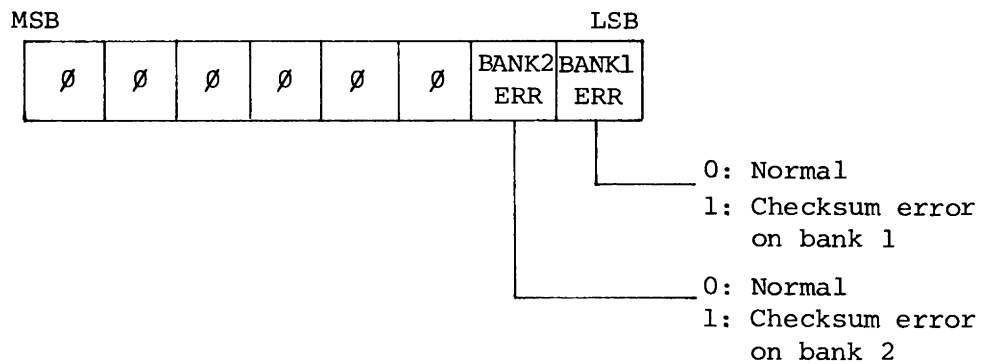 MSB LSB
Ø Ø Ø Ø Ø Ø BANK2 ERR BANK1 ERR
0: Normal
1: Checksum error
on bank 1
0: Normal
1: Checksum error
on bank 2